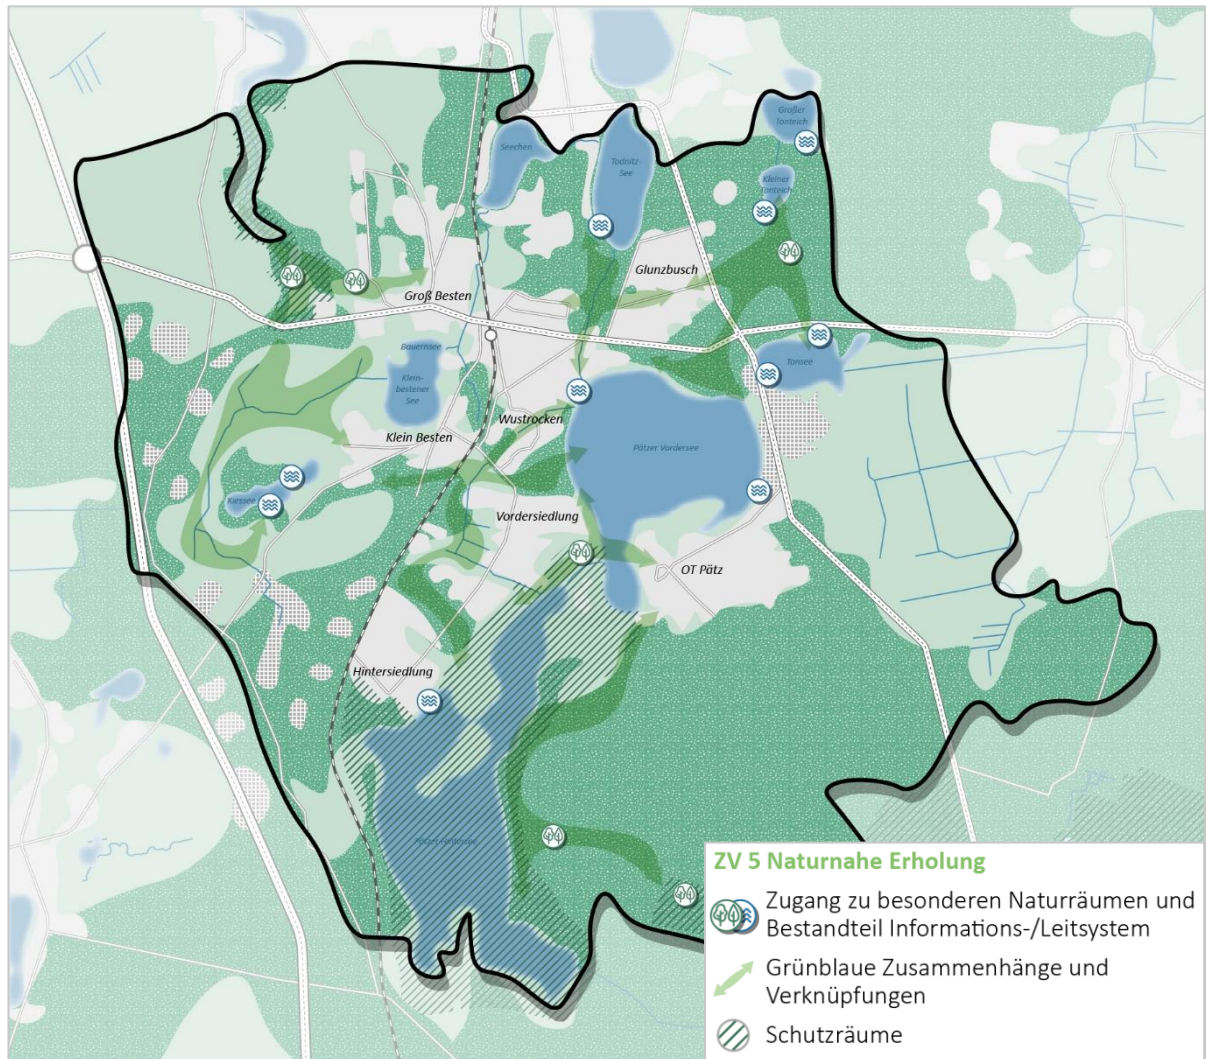 Großer
Tonteich
Seechen
Todnitz-
See
Kleiner
Tonteich
Glunzbusch
Groß Besten
Bauernsee
Klein-
bestener
See
Tonsee
Wustrocken
Klein Besten
Pätzer Vordersee
Kiessee
Vordersiedlung
OT Pätz
Hintersiedlung
Pätzer Hintersee
ZV 5 Naturnahe Erholung
Zugang zu besonderen Naturräumen und
Bestandteil Informations-/Leitsystem
Grünblaue Zusammenhänge und
Verknüpfungen
Schutzräume